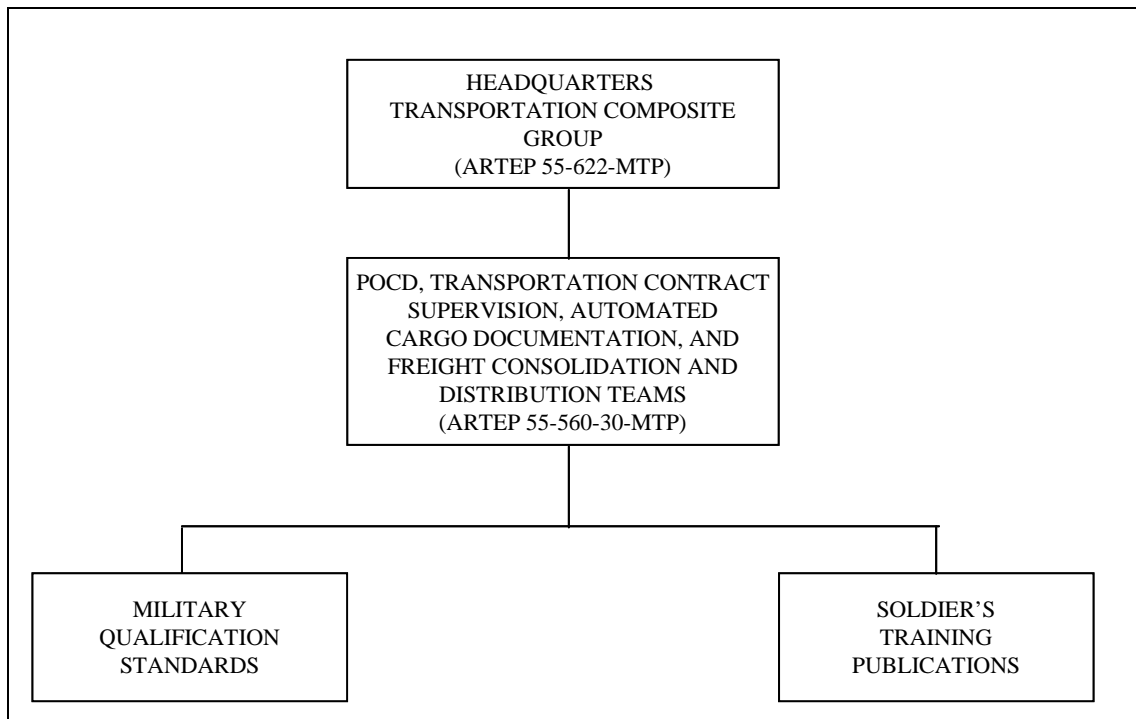 HEADQUARTERS
TRANSPORTATION COMPOSITE
GROUP
(ARTEP 55-622-MTP)
POCD, TRANSPORTATION CONTRACT
SUPERVISION, AUTOMATED
CARGO DOCUMENTATION, AND
FREIGHT CONSOLIDATION AND
DISTRIBUTION TEAMS
(ARTEP 55-560-30-MTP)
MILITARY
QUALIFICATION
STANDARDS
SOLDIER’S
TRAINING
PUBLICATIONS